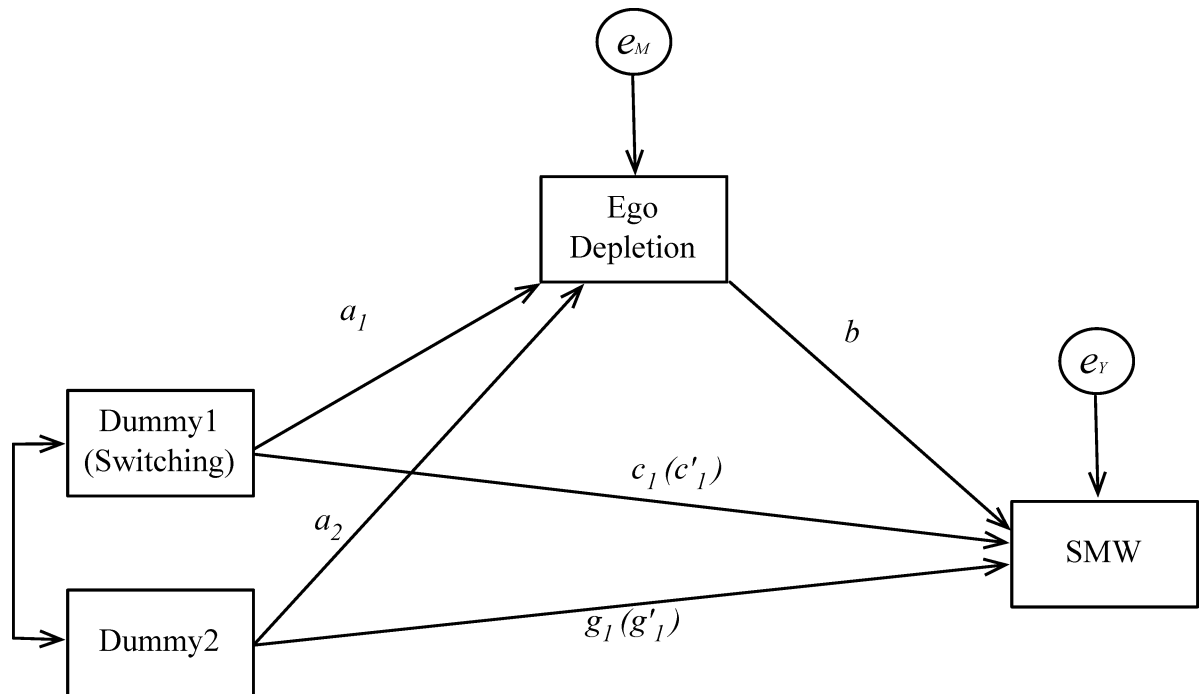 eM
Ego
Depletion
a1
b
eY
Dummy1
(Switching)
c1 (c'1)
a2
SMW
g1 (g'1)
Dummy2